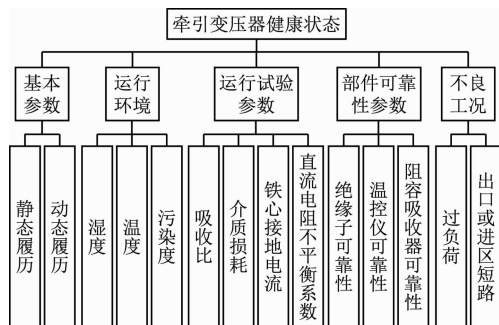 牵引变压器健康状态
基本
参数
运行
环境
运行试验
参数
部件可靠
性参数
不良
工况
静态履历
动态履历
湿度
温度
污染度
吸收比
介质损耗
铁心接地电流
直流电阻不平衡系数
绝缘子可靠性
温控仪可靠性
阻容吸收器可靠性
过负荷
出口或进区短路